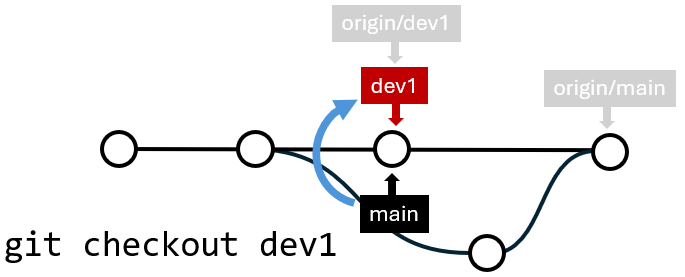 origin/dev1
dev1
origin/main
main
git checkout dev1